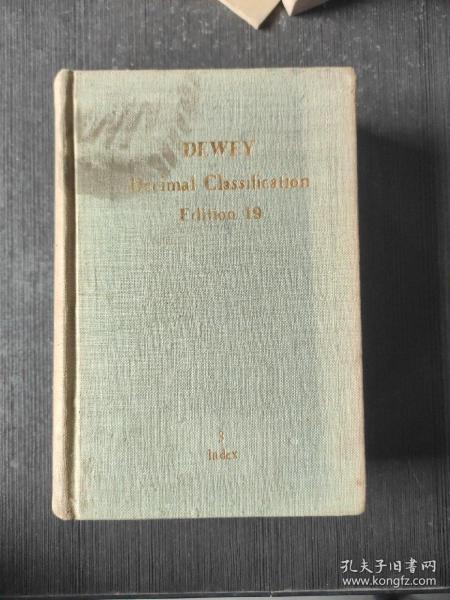 DEWEY
Decimal Classification
Edition 19
3
Index
孔夫子旧书网
www.kongfz.com